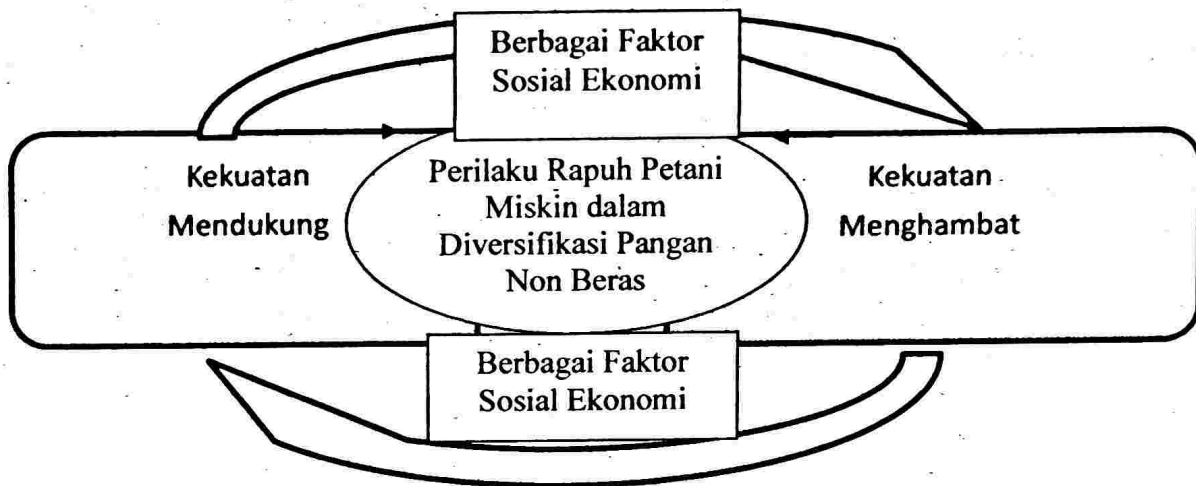 Berbagai Faktor
Sosial Ekonomi
Kekuatan
Mendukung
Perilaku Rapuh Petani
Miskin dalam
Diversifikasi Pangan
Non Beras
Kekuatan
Menghambat
Berbagai Faktor
Sosial Ekonomi